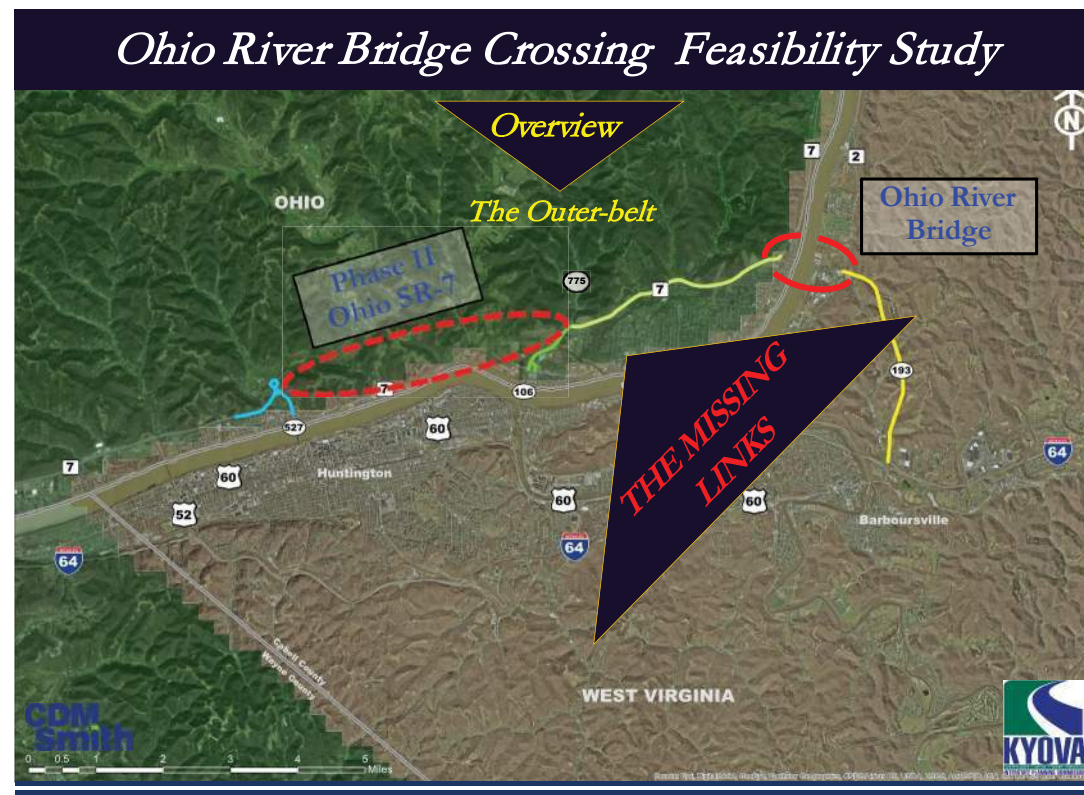 Ohio River Bridge Crossing Feasibility Study
Overview
The Outer-belt
N
7
2
OHIO
Ohio River
Bridge
Phase II
Ohio SR-7
775
7
193
7
106
527
60
7
60
Huntington
52
60
60
64
64
64
Barboursville
THE MISSING
LINKS
Cabell County
Wayne County
WEST VIRGINIA
CDM
Smith
KYOVA
0 0.5 1 2 3 4 5
Miles